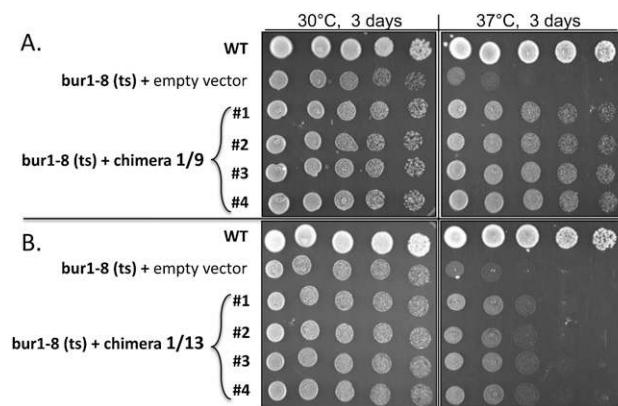 30°C, 3 days 37°C, 3 days
A.
WT
bur1-8 (ts) + empty vector
#1
#2
bur1-8 (ts) + chimera 1/9
#3
#4
B.
WT
bur1-8 (ts) + empty vector
#1
#2
bur1-8 (ts) + chimera 1/13
#3
#4